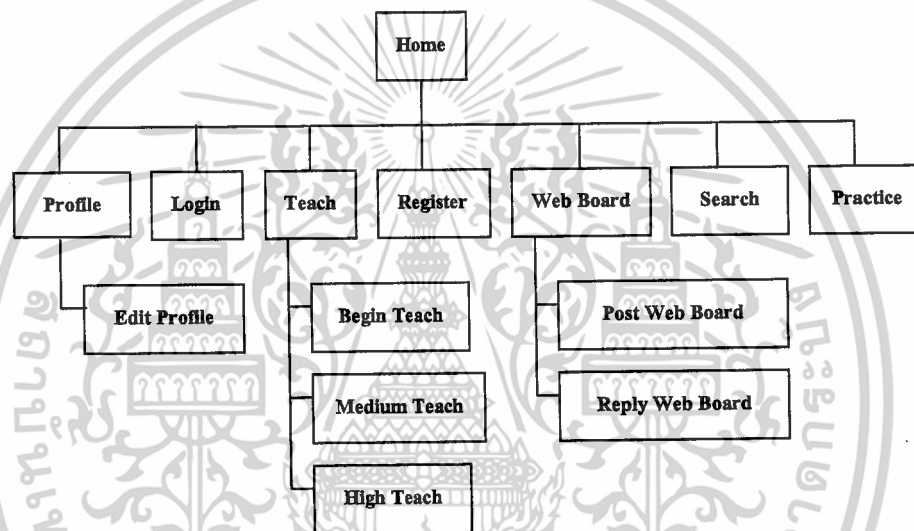 Home
Profile
Login
Teach
Register
Web Board
Search
Practice
Edit Profile
Begin Teach
Post Web Board
Medium Teach
Reply Web Board
High Teach